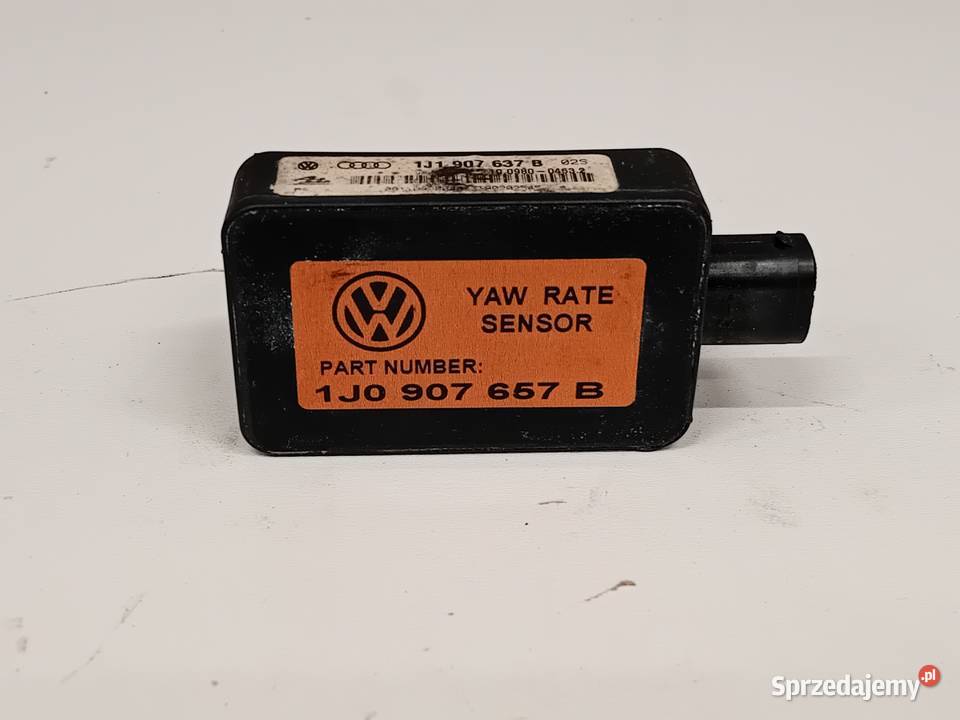 1J1 907 637 B 02S
YAW RATE
SENSOR
PART NUMBER:
1J0 907 657 B
Sprzedajemy.pl